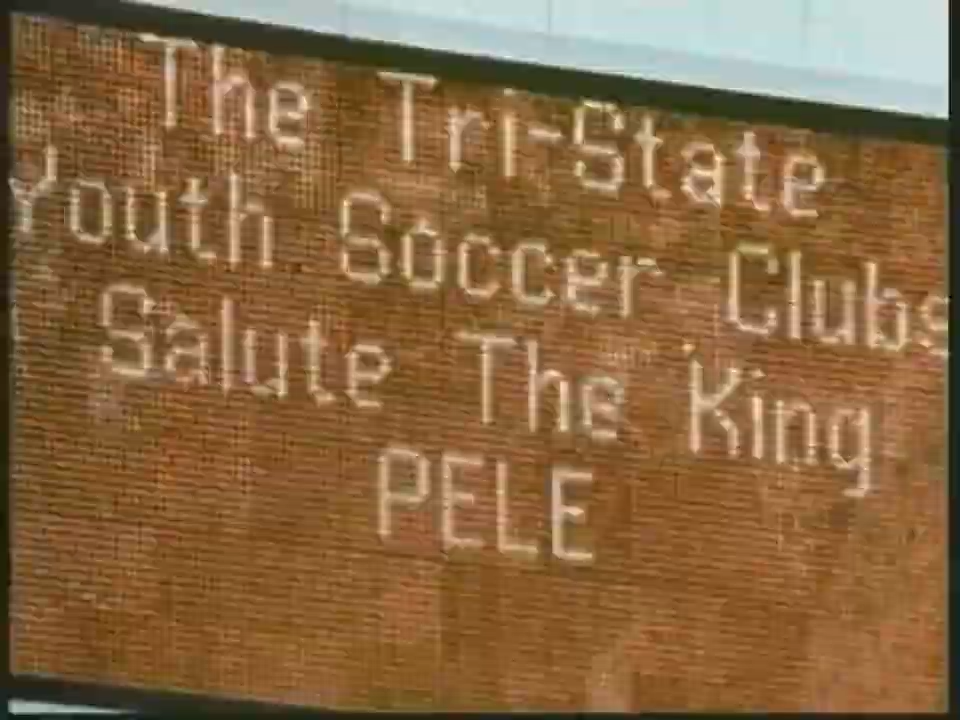 The Tri-State
Youth Soccer Clubs
Salute The King
PELE